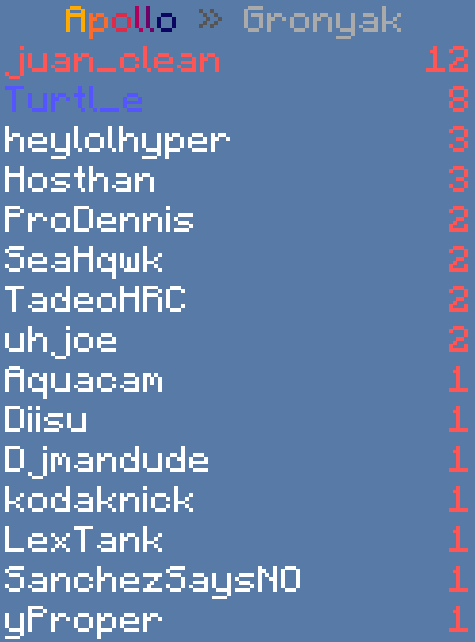 Apollo » Gronyak
juan_clean 12
Turtl_e 8
heylolhyper 3
Hosthan 3
ProDennis 2
SeaHqwk 2
TadeoHRC 2
uhjoe 2
Aquacam 1
Diisu 1
Djmandude 1
kodaknick 1
LexTank 1
SanchezSaysNO 1
yProper 1